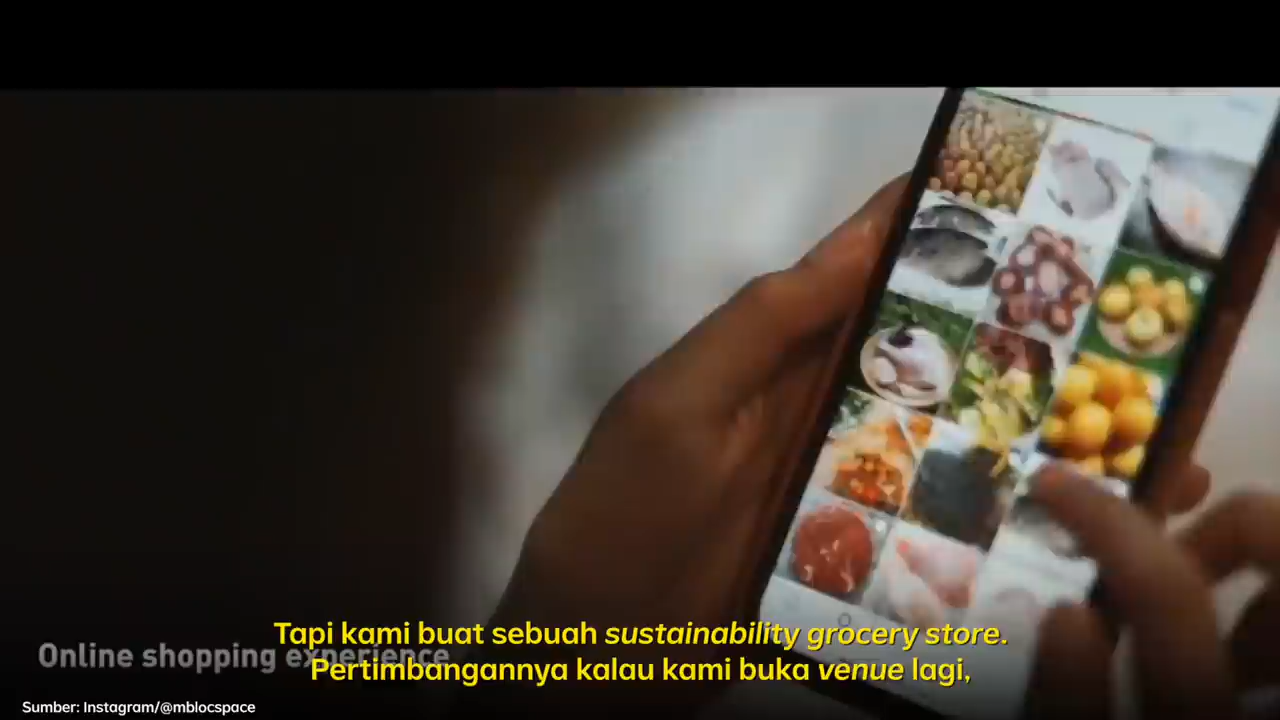 Tapi kami buat sebuah sustainability grocery store.
Online shopping experience
Pertimbangannya kalau kami buka venue lagi,
Sumber: Instagram/@mblocspace